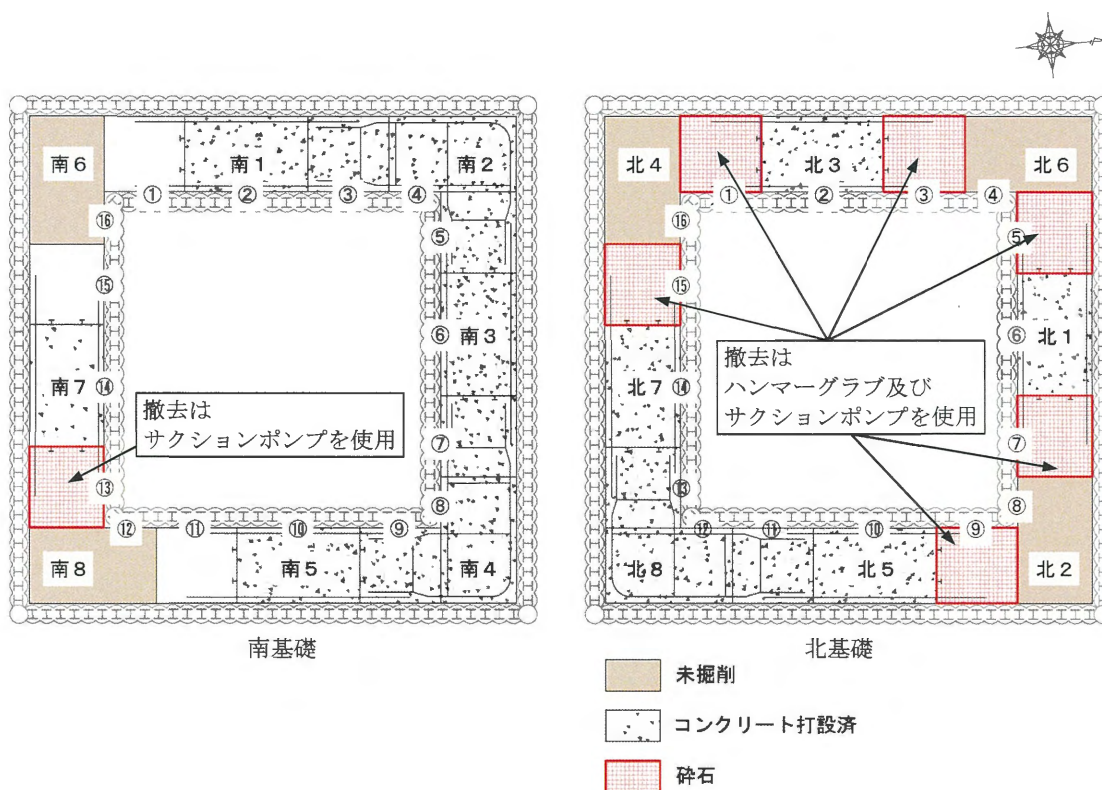 南6
南1
南2
①
②
③
④
⑯
⑤
⑮
⑥
南3
南7
⑭
撤去は
サクションポンプを使用
⑦
⑬
⑧
⑫
⑪
⑩
⑨
南8
南5
南4
南基礎
北4
北3
北6
①
②
③
④
⑯
⑤
⑮
⑥
北1
撤去は
ハンマーグラブ及び
サクションポンプを使用
北7
⑭
⑦
⑬
⑧
⑫
⑪
⑩
⑨
北8
北5
北2
北基礎
未掘削
コンクリート打設済
砕石